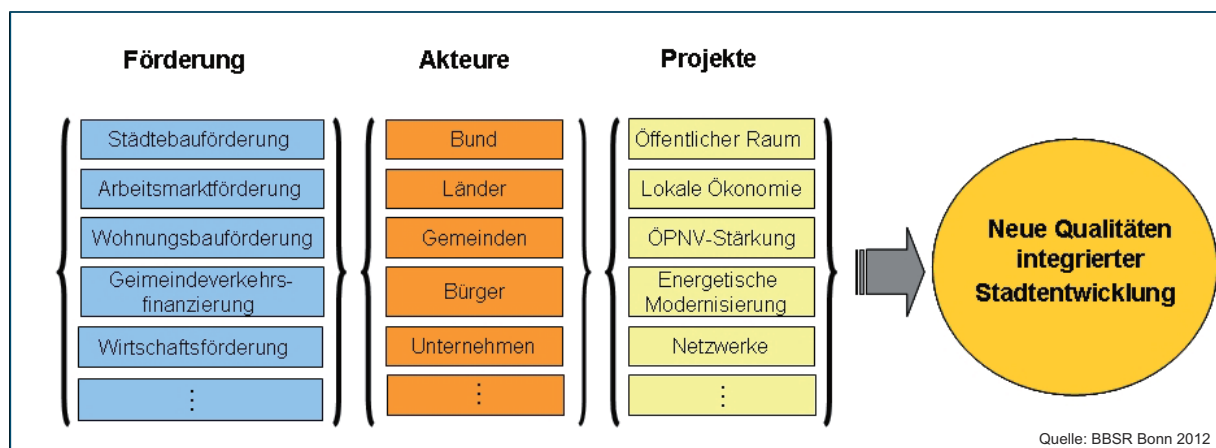 Förderung
Städtebauförderung
Arbeitsmarktförderung
Wohnungsbauförderung
Geimeindeverkehrs-
finanzierung
Wirtschaftsförderung
⋮
Akteure
Bund
Länder
Gemeinden
Bürger
Unternehmen
⋮
Projekte
Öffentlicher Raum
Lokale Ökonomie
ÖPNV-Stärkung
Energetische
Modernisierung
Netzwerke
⋮
Neue Qualitäten
integrierter
Stadtentwicklung
Quelle: BBSR Bonn 2012